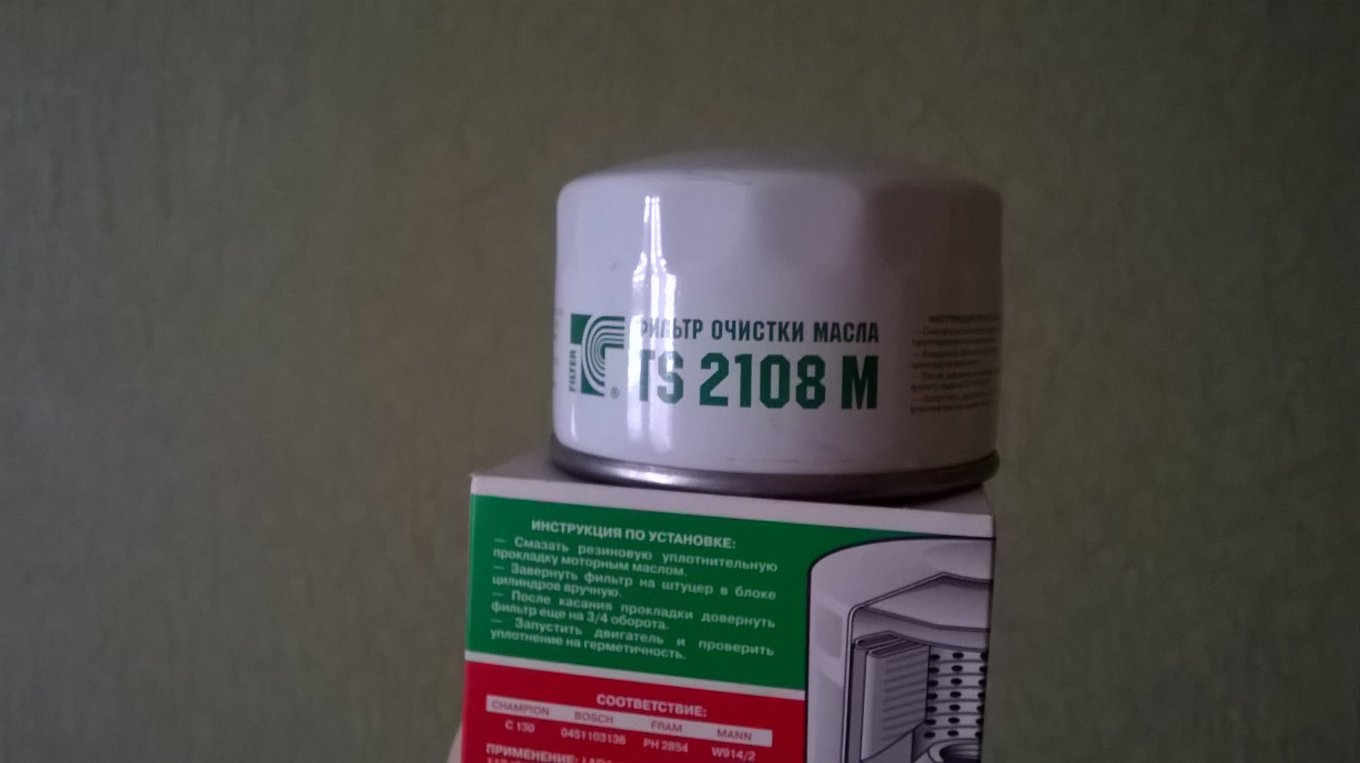 FILTER
®
ФИЛЬТР ОЧИСТКИ МАСЛА
TS 2108 M
ИНСТРУКЦИЯ ПО УСТАНОВКЕ:
— Смазать резиновую уплотнительную
прокладку моторным маслом.
— Завернуть фильтр на штуцер в блоке
цилиндров вручную.
— После касания прокладки довернуть
фильтр еще на 3/4 оборота.
— Запустить двигатель и проверить
уплотнение на герметичность.
СООТВЕТСТВИЕ:
CHAMPION BOSCH FRAM MANN
C 130 0451103136 PH 2854 W914/2
ПРИМЕНЕНИЕ: